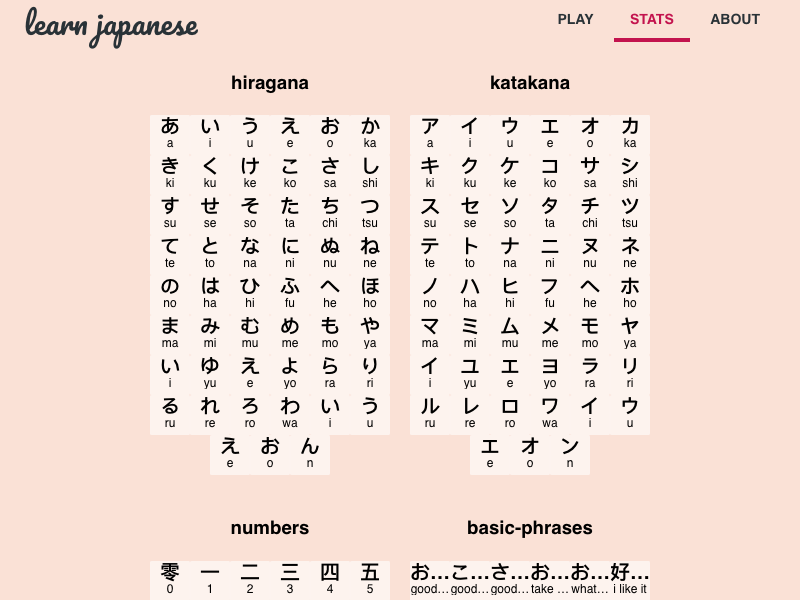 learn japanese
PLAY STATS ABOUT
hiragana
あ い う え お か
a i u e o ka
き く け こ さ し
ki ku ke ko sa shi
す せ そ た ち つ
su se so ta chi tsu
て と な に ぬ ね
te to na ni nu ne
の は ひ ふ へ ほ
no ha hi fu he ho
ま み む め も や
ma mi mu me mo ya
い ゆ え よ ら り
i yu e yo ra ri
る れ ろ わ い う
ru re ro wa i u
え お ん
e o n
katakana
ア イ ウ エ オ カ
a i u e o ka
キ ク ケ コ サ シ
ki ku ke ko sa shi
ス セ ソ タ チ ツ
su se so ta chi tsu
テ ト ナ ニ ヌ ネ
te to na ni nu ne
ノ ハ ヒ フ ヘ ホ
no ha hi fu he ho
マ ミ ム メ モ ヤ
ma mi mu me mo ya
イ ユ エ ヨ ラ リ
i yu e yo ra ri
ル レ ロ ワ イ ウ
ru re ro wa i u
エ オ ン
e o n
numbers
零 一 二 三 四 五
0 1 2 3 4 5
basic-phrases
お… こ… さ… お… お… 好…
good… good… good… take … what… i like it